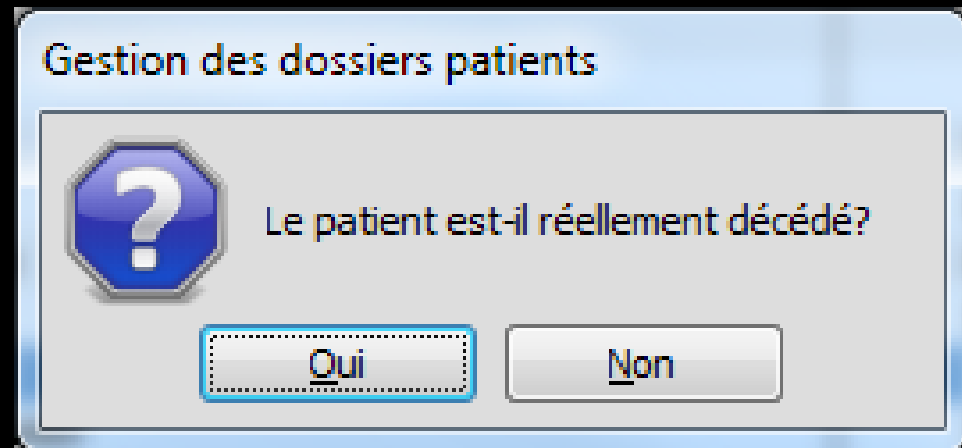 Gestion des dossiers patients
Le patient est-il réellement décédé?
Oui
Non